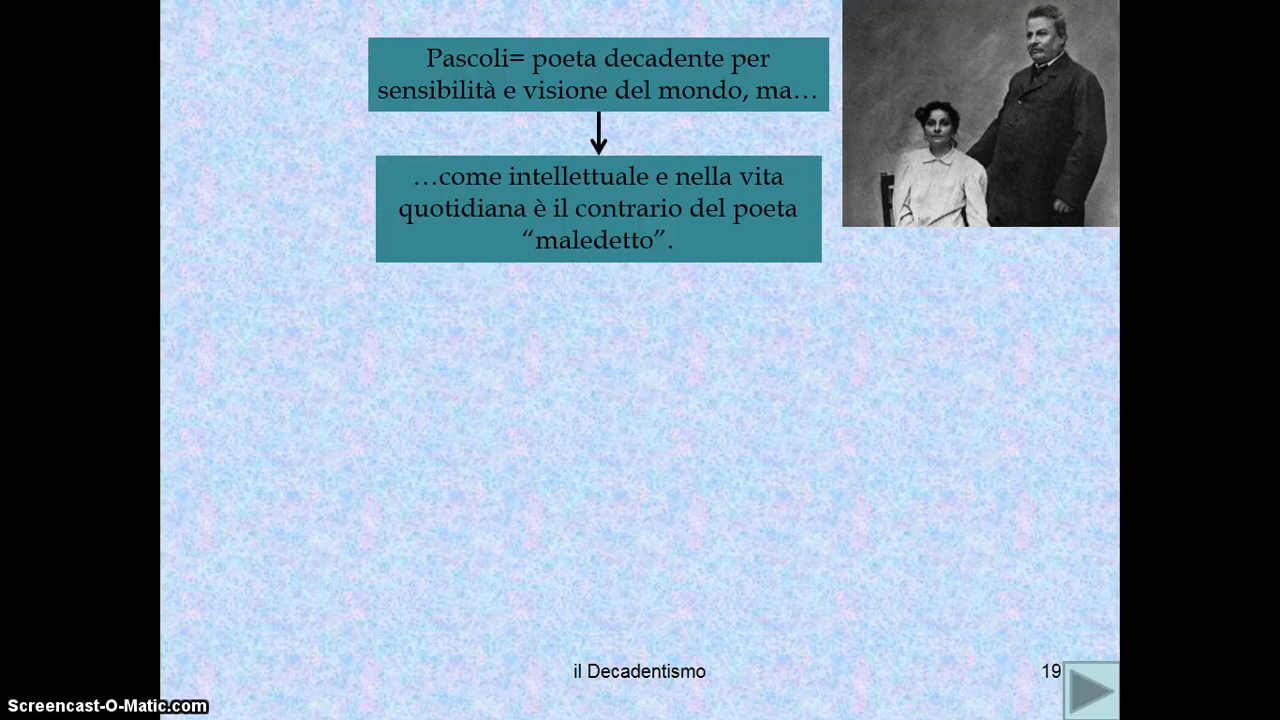 Pascoli= poeta decadente per
sensibilità e visione del mondo, ma…
…come intellettuale e nella vita
quotidiana è il contrario del poeta
“maledetto”.
il Decadentismo
19
Screencast-O-Matic.com